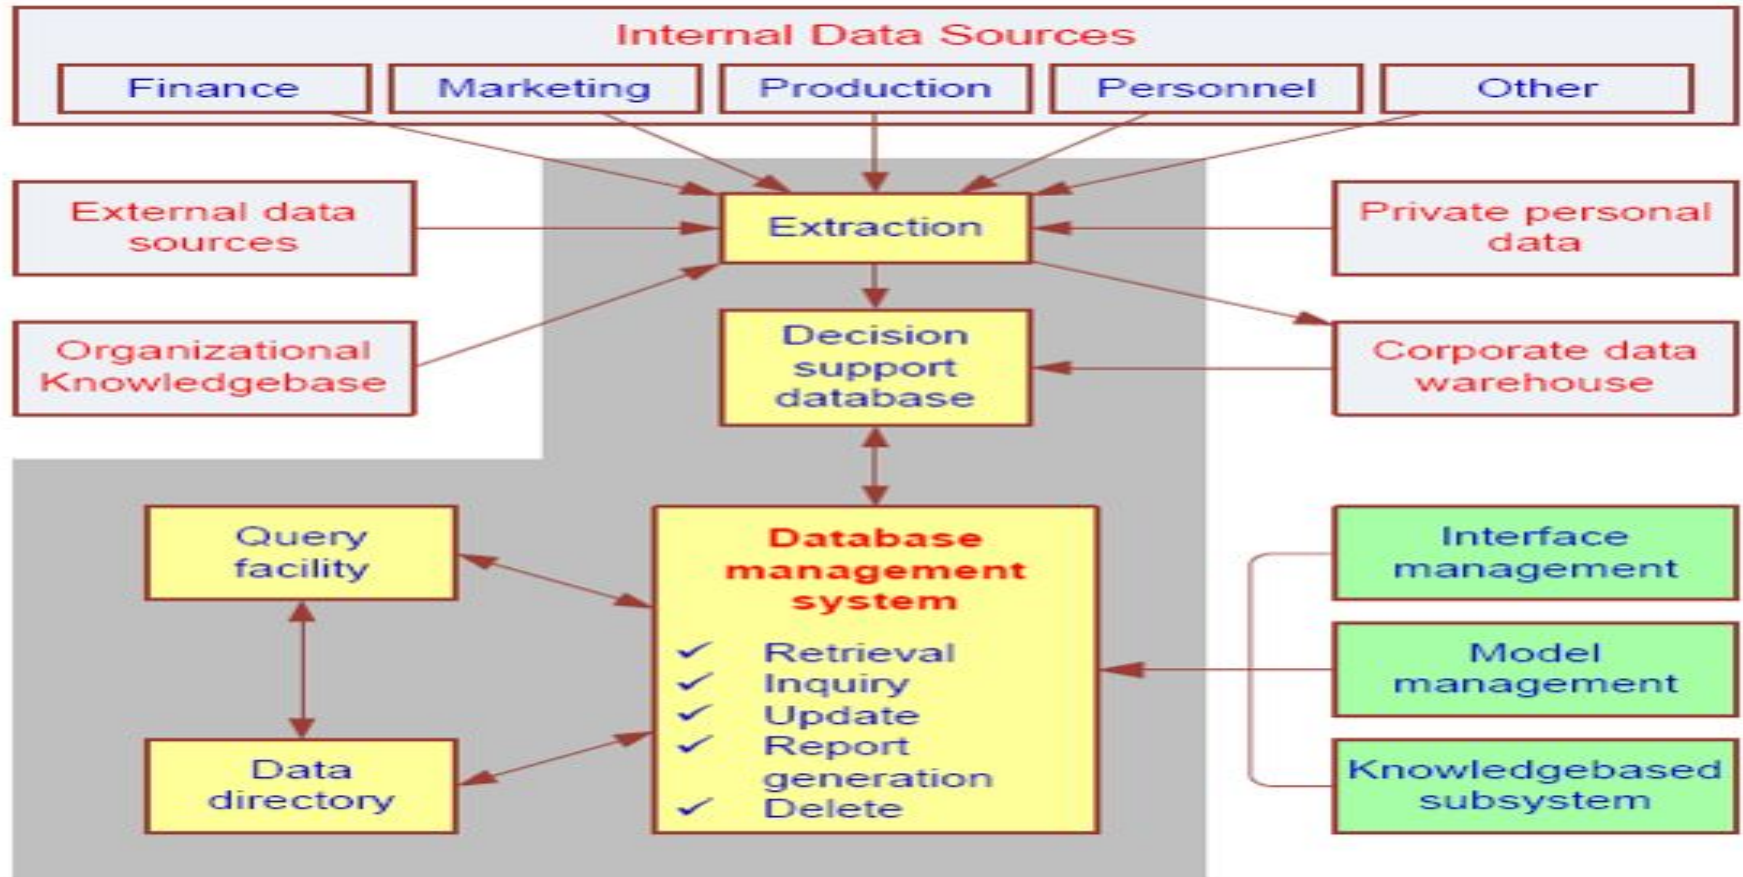 Internal Data Sources
Finance
Marketing
Production
Personnel
Other
External data
sources
Extraction
Private personal
data
Organizational
Knowledgebase
Decision
support
database
Corporate data
warehouse
Query
facility
Database
management
system
✓ Retrieval
✓ Inquiry
✓ Update
✓ Report
generation
✓ Delete
Data
directory
Interface
management
Model
management
Knowledgebased
subsystem